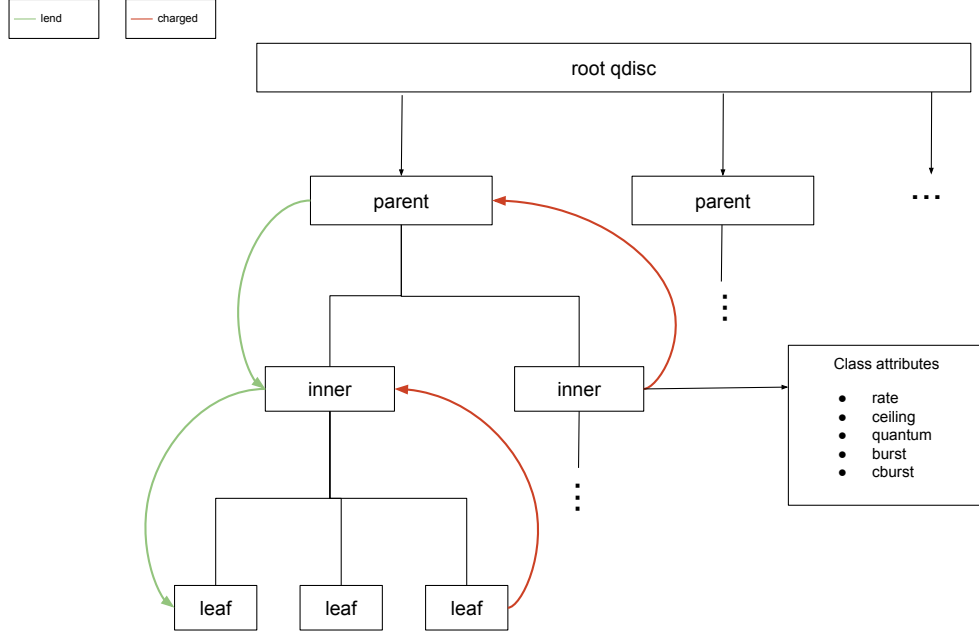 lend
charged
root qdisc
parent
parent
...
inner
inner
Class attributes
● rate
● ceiling
● quantum
● burst
● cburst
leaf
leaf
leaf